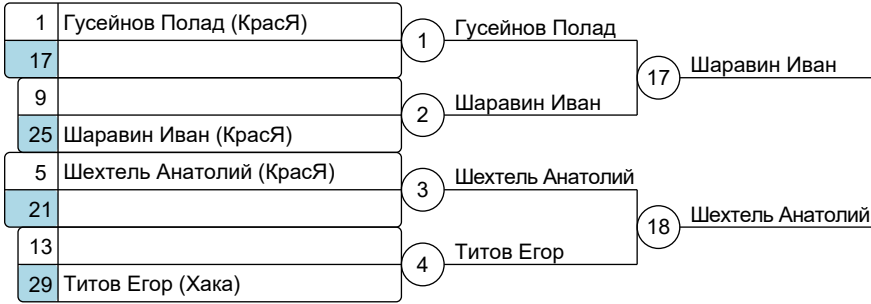 1 Гусейнов Полад (КрасЯ)
17
1 Гусейнов Полад
9
25 Шаравин Иван (КрасЯ)
2 Шаравин Иван
17 Шаравин Иван
5 Шехтель Анатолий (КрасЯ)
21
3 Шехтель Анатолий
13
29 Титов Егор (Хака)
4 Титов Егор
18 Шехтель Анатолий